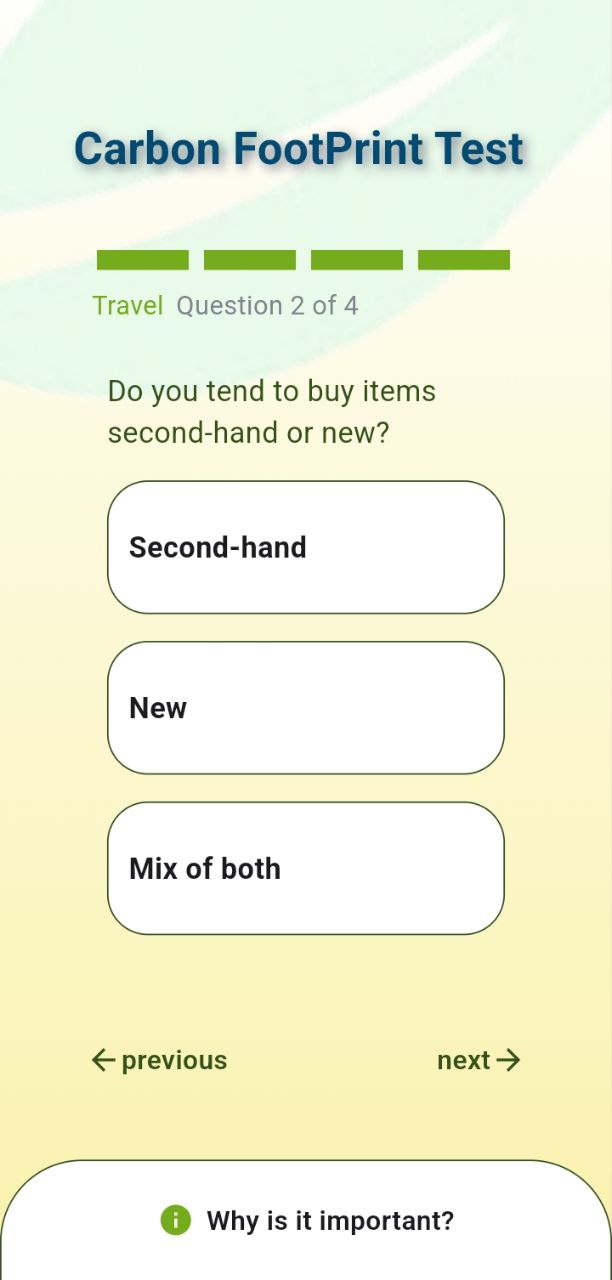 Carbon FootPrint Test
Travel Question 2 of 4
Do you tend to buy items
second-hand or new?
Second-hand
New
Mix of both
← previous
next →
Why is it important?